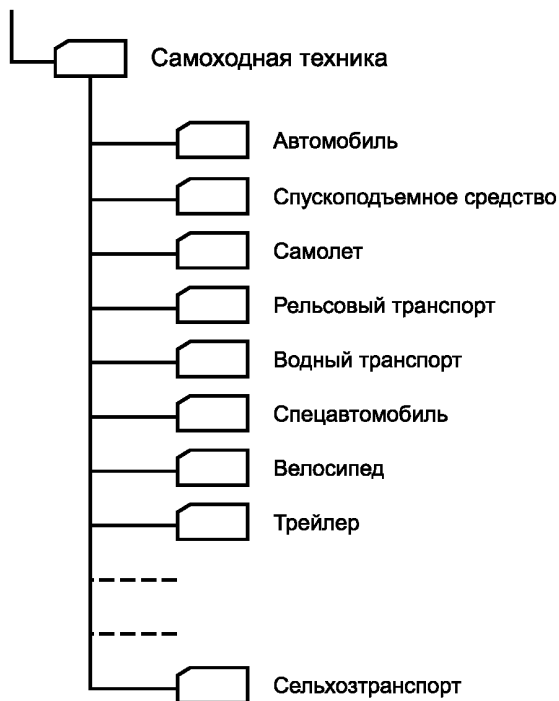 Самоходная техника
Автомобиль
Спускоподъемное средство
Самолет
Рельсовый транспорт
Водный транспорт
Спецавтомобиль
Велосипед
Трейлер
Сельхозтранспорт